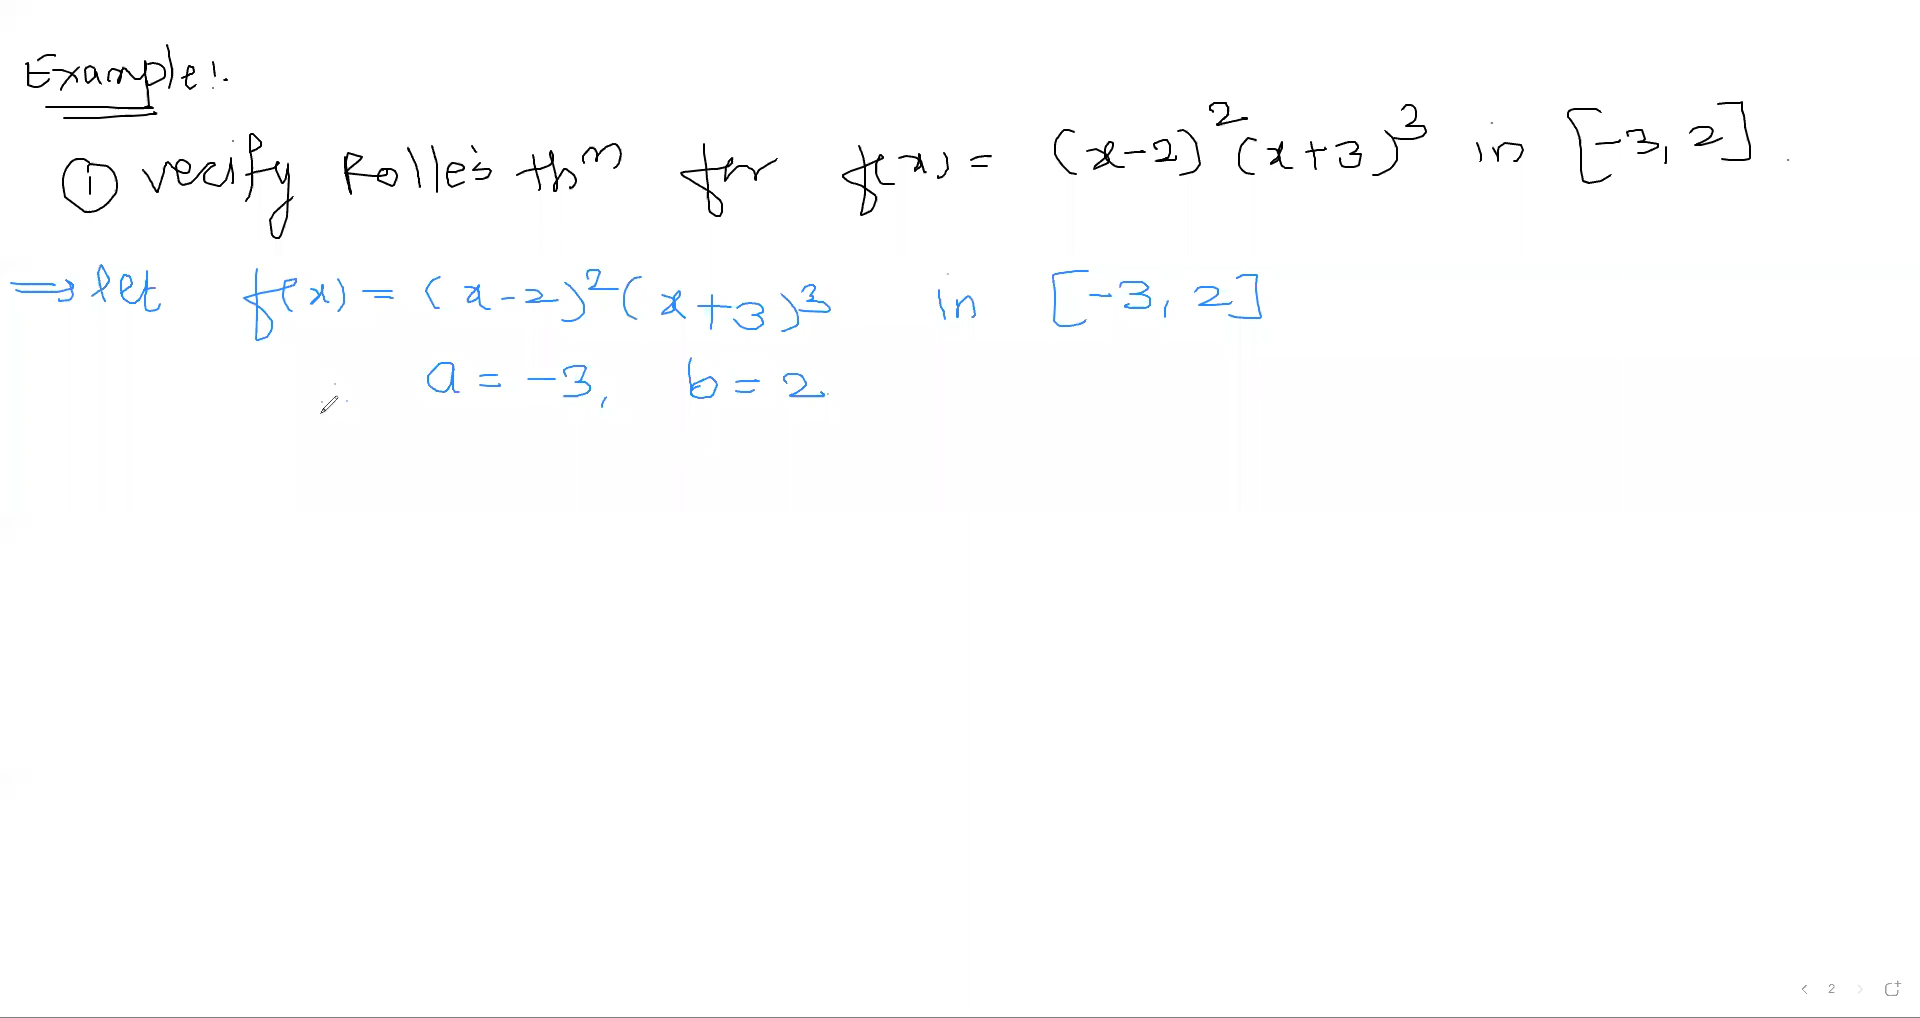 Example:
① verify Rolle's thm for f(x) = (x-2)²(x+3)³ in [-3, 2].
⇒ let f(x) = (x-2)²(x+3)³ in [-3, 2]
a = -3, b = 2
< 2 >